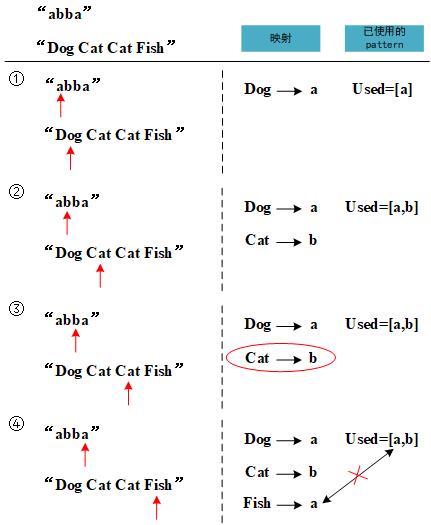 “abba”
“Dog Cat Cat Fish”
映射
已使用的
pattern
①
“abba”
Dog → a
Used=[a]
“Dog Cat Cat Fish”
②
“abba”
Dog → a
Used=[a,b]
“Dog Cat Cat Fish”
Cat → b
③
“abba”
Dog → a
Used=[a,b]
“Dog Cat Cat Fish”
Cat → b
④
“abba”
Dog → a
Used=[a,b]
Cat → b
“Dog Cat Cat Fish”
Fish → a